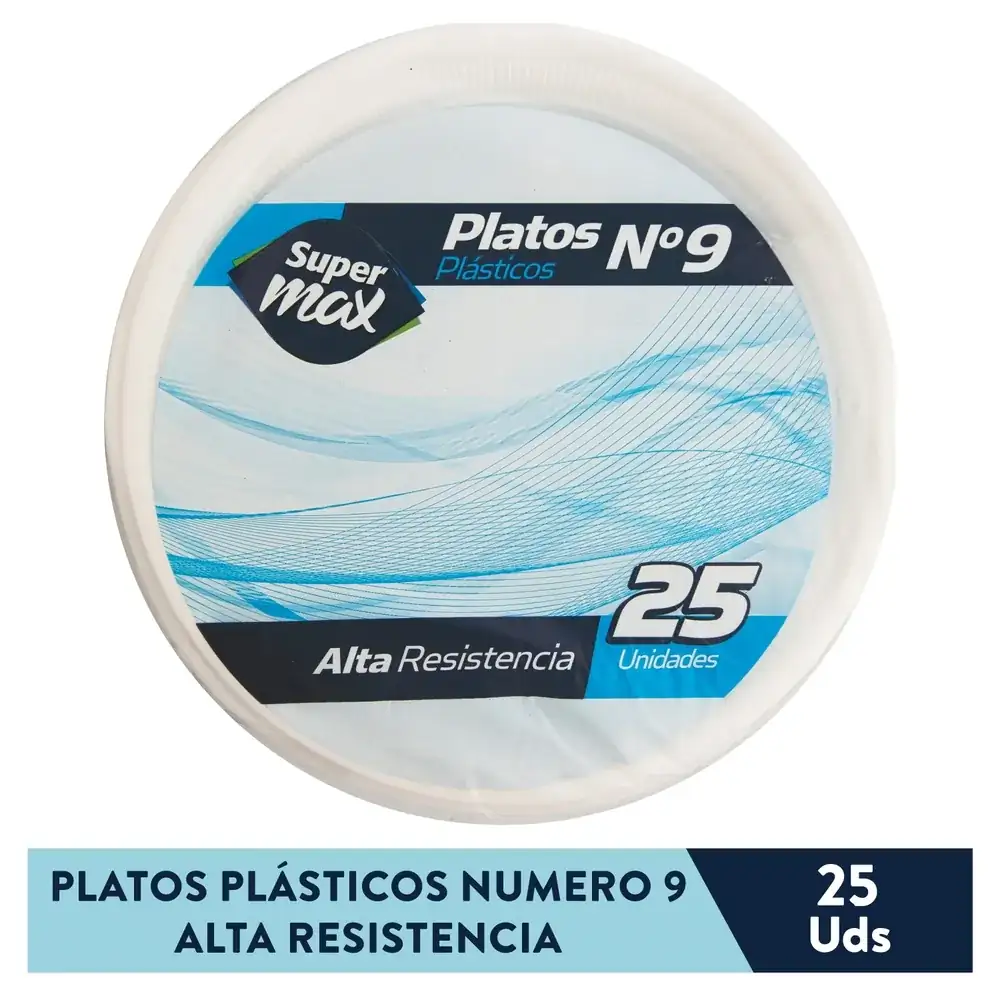 Super
max
Platos
Plásticos
Nº9
25
Unidades
Alta Resistencia
PLATOS PLÁSTICOS NUMERO 9
ALTA RESISTENCIA
25
Uds